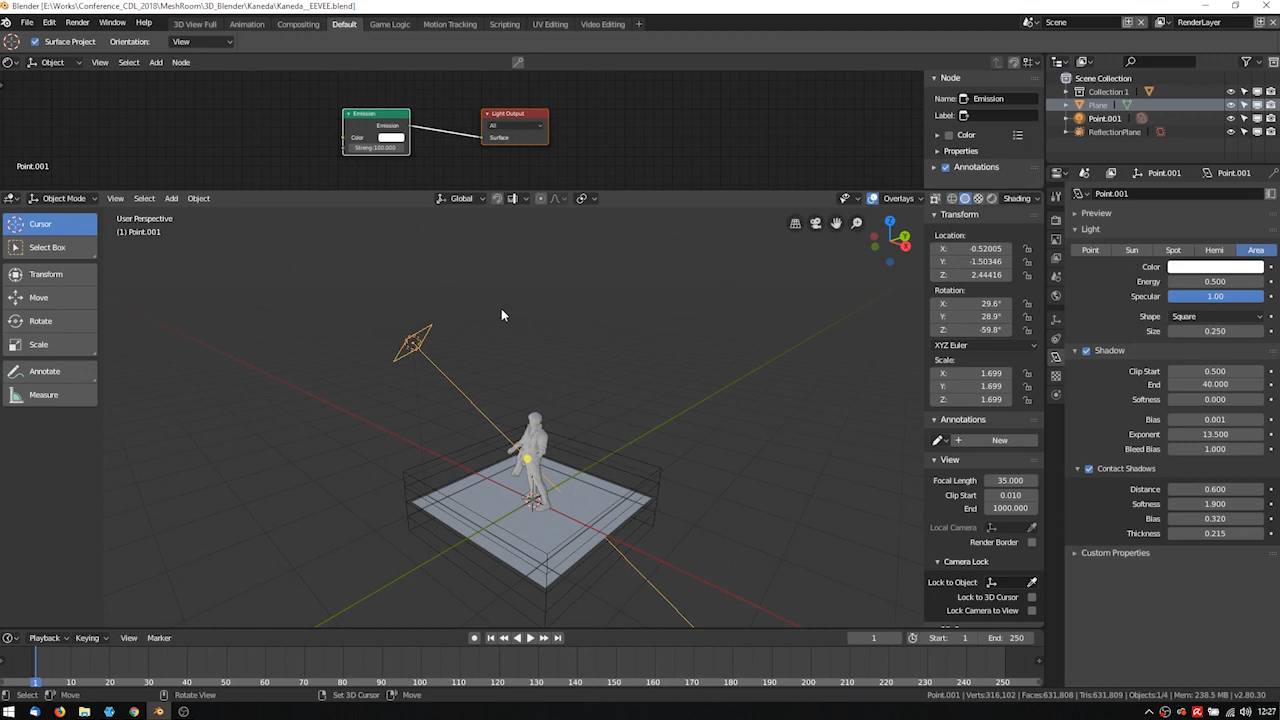 Blender [E:\Works\Conference_CDL_2018\MeshRoom\3D_Blender\Kaneda\Kaneda__EEVEE.blend]
File Edit Render Window Help 3D View Full Animation Compositing Default Game Logic Motion Tracking Scripting UV Editing Video Editing Scene RenderLayer
Surface Project Orientation: View
Object View Select Add Node
Emission
Emission
Color
Streng:100.000
Light Output
All
Surface
Point.001
Node
Name: Emission
Label:
Color
Properties
Annotations
Scene Collection
Collection 1
Plane
Point.001
ReflectionPlane
Object Mode View Select Add Object Global Overlays Shading
User Perspective
(1) Point.001
Cursor
Select Box
Transform
Move
Rotate
Scale
Annotate
Measure
Z
Y
X
Transform
Location:
X: -0.52005
Y: -1.50346
Z: 2.44416
Rotation:
X: 29.6°
Y: 28.9°
Z: -59.8°
XYZ Euler
Scale:
X: 1.699
Y: 1.699
Z: 1.699
Annotations
New
View
Focal Length 35.000
Clip Start 0.010
End 1000.000
Local Camera
Render Border
Camera Lock
Lock to Object
Lock to 3D Cursor
Lock Camera to View
Point.001 Point.001
Point.001
Preview
Light
Point Sun Spot Hemi Area
Color
Energy 0.500
Specular 1.00
Shape Square
Size 0.250
Shadow
Clip Start 0.500
End 40.000
Softness 0.000
Bias 0.001
Exponent 13.500
Bleed Bias 1.000
Contact Shadows
Distance 0.600
Softness 1.900
Bias 0.320
Thickness 0.215
Custom Properties
Playback Keying View Marker 1 Start: 1 End: 250
1 10 20 30 40 50 60 70 80 90 100 110 120 130 140 150 160 170 180 190 200 210 220 230 240 250
Select Move Rotate View Set 3D Cursor Move Point.001 | Verts:316,102 | Faces:631,808 | Tris:631,809 | Objects:1/4 | Mem: 238.5 MB | v2.80.30
12:27